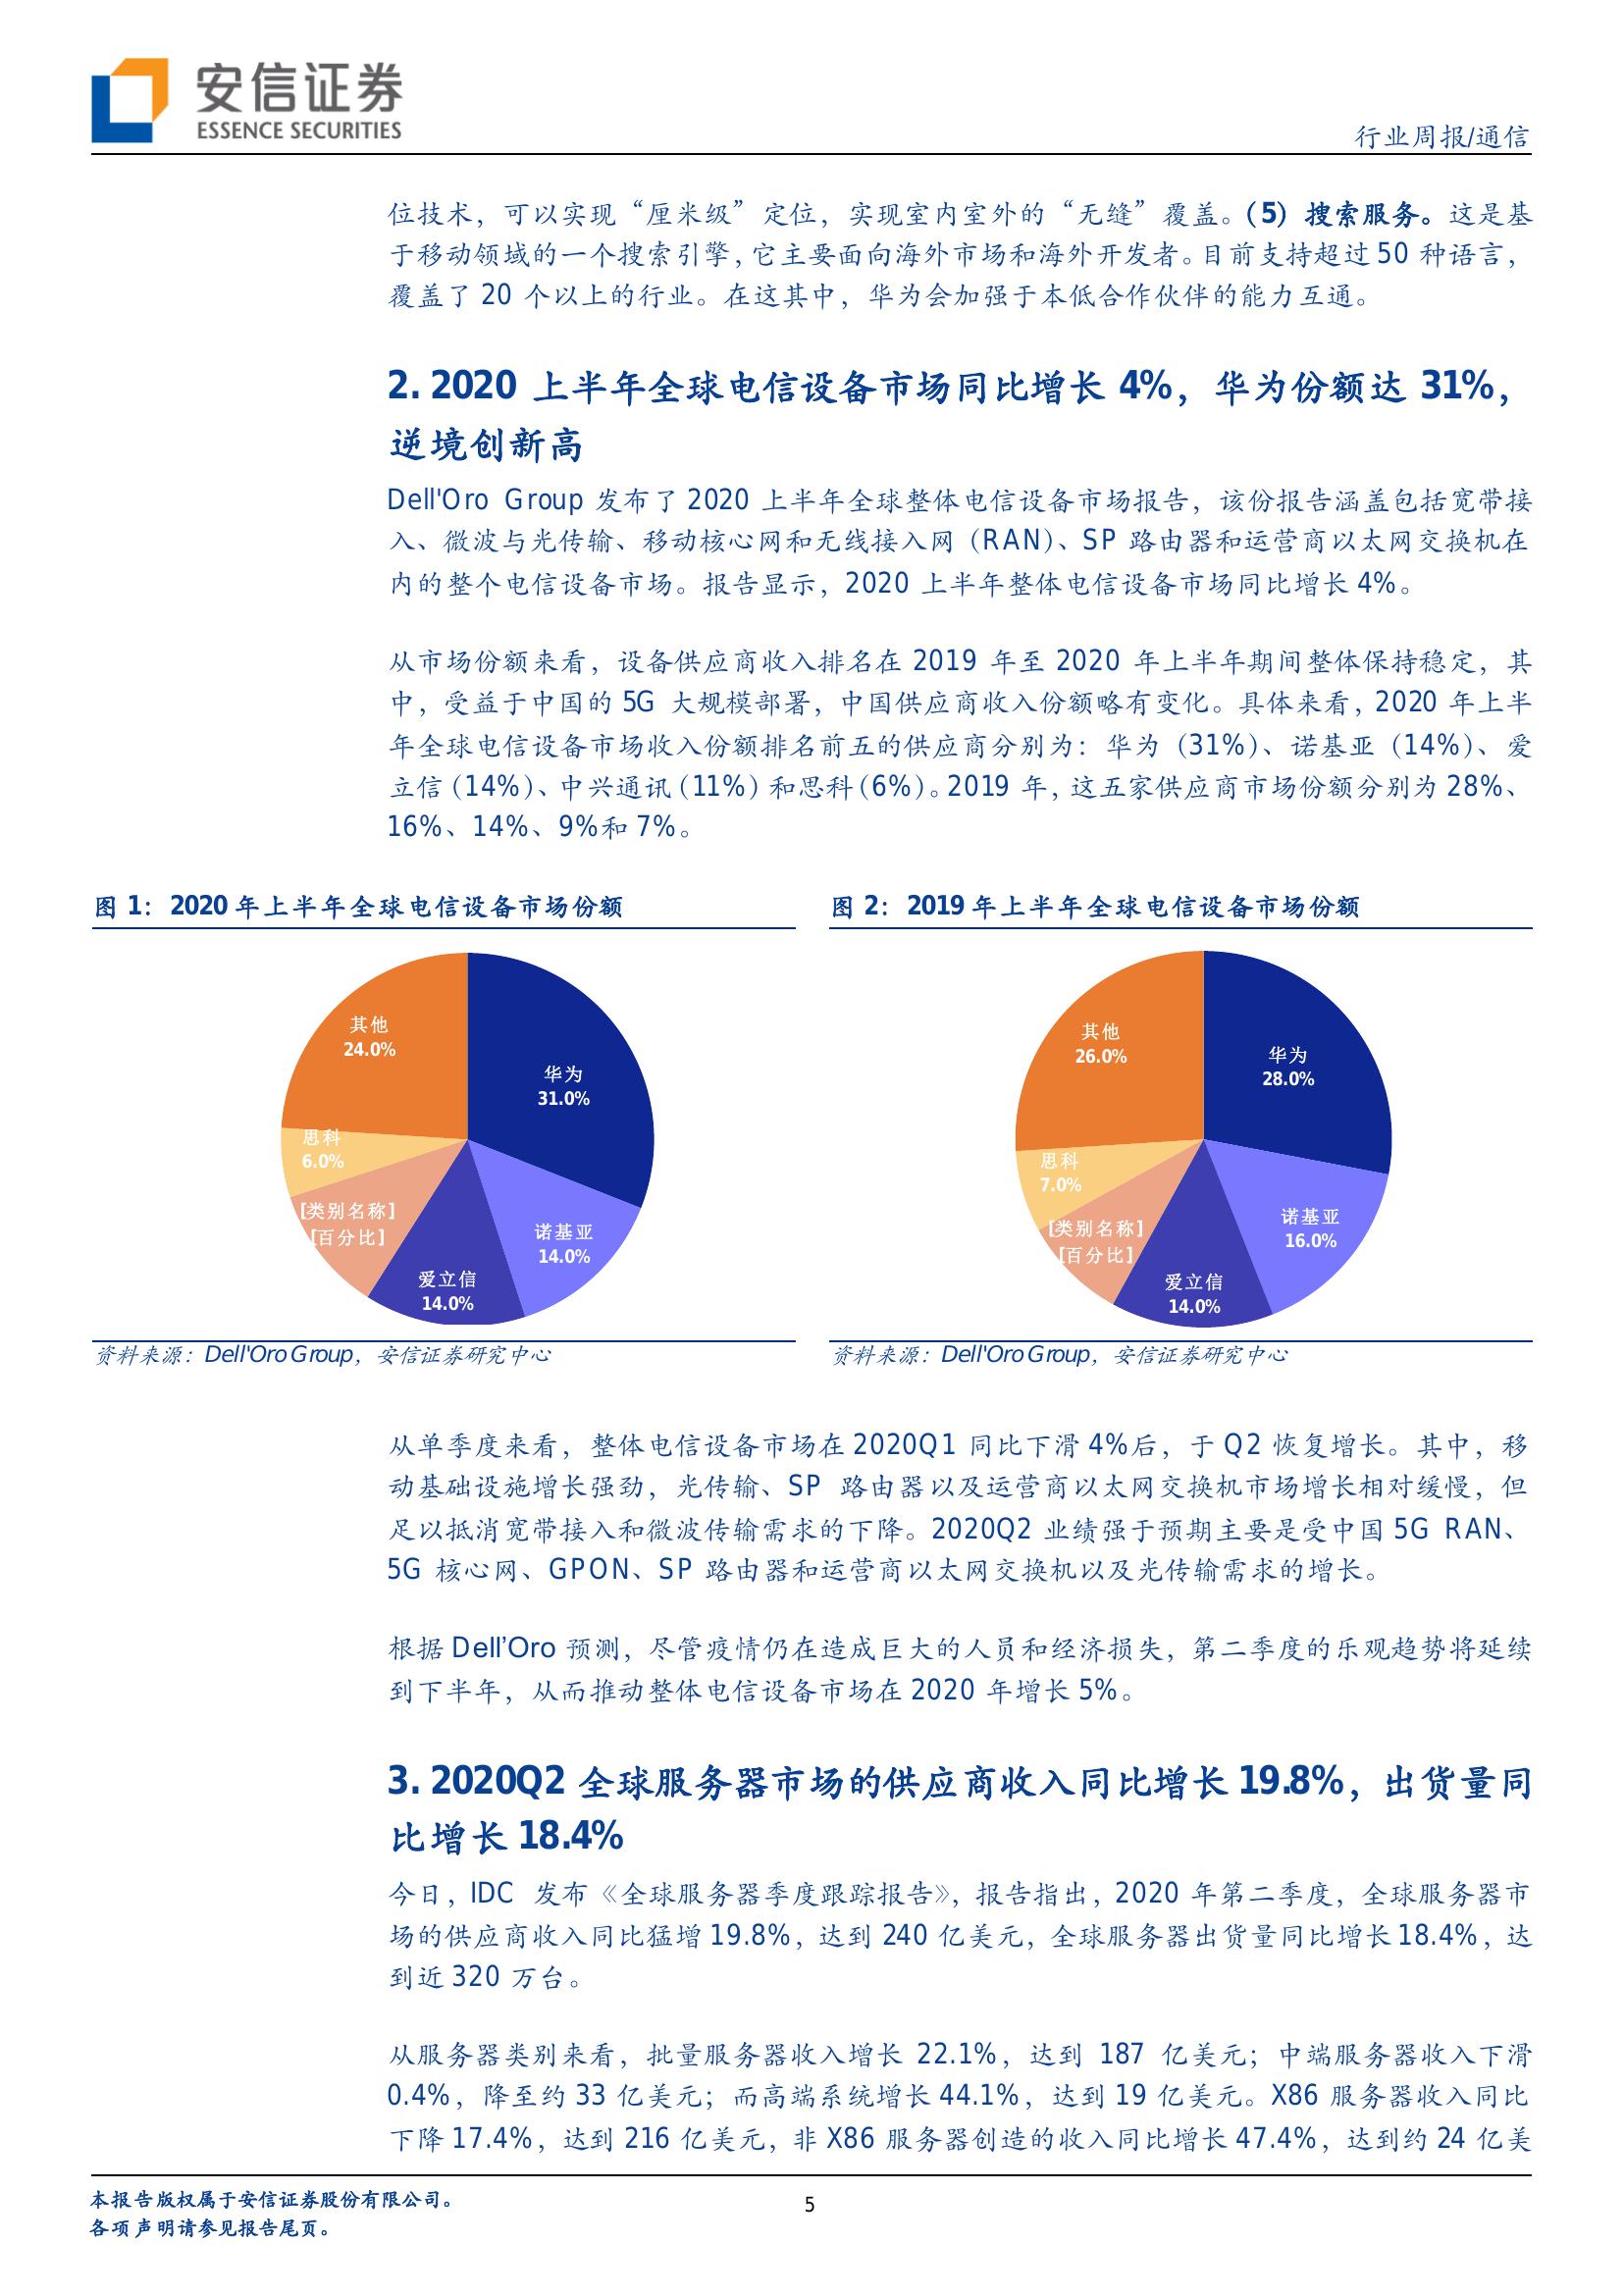 安信证券
ESSENCE SECURITIES
行业周报/通信
位技术，可以实现“厘米级”定位，实现室内室外的“无缝”覆盖。（5）搜索服务。这是基
于移动领域的一个搜索引擎，它主要面向海外市场和海外开发者。目前支持超过 50 种语言，
覆盖了 20 个以上的行业。在这其中，华为会加强于本低合作伙伴的能力互通。
2. 2020 上半年全球电信设备市场同比增长 4%，华为份额达 31%，
逆境创新高
Dell'Oro Group 发布了 2020 上半年全球整体电信设备市场报告，该份报告涵盖包括宽带接
入、微波与光传输、移动核心网和无线接入网（RAN）、SP 路由器和运营商以太网交换机在
内的整个电信设备市场。报告显示，2020 上半年整体电信设备市场同比增长 4%。
从市场份额来看，设备供应商收入排名在 2019 年至 2020 年上半年期间整体保持稳定，其
中，受益于中国的 5G 大规模部署，中国供应商收入份额略有变化。具体来看，2020 年上半
年全球电信设备市场收入份额排名前五的供应商分别为：华为（31%）、诺基亚（14%）、爱
立信（14%）、中兴通讯（11%）和思科（6%）。2019 年，这五家供应商市场份额分别为 28%、
16%、14%、9%和 7%。
图 1：2020 年上半年全球电信设备市场份额
其他
24.0%
华为
31.0%
思科
6.0%
[类别名称]
[百分比]
诺基亚
14.0%
爱立信
14.0%
资料来源：Dell'Oro Group，安信证券研究中心
图 2：2019 年上半年全球电信设备市场份额
其他
26.0%
华为
28.0%
思科
7.0%
[类别名称]
[百分比]
诺基亚
16.0%
爱立信
14.0%
资料来源：Dell'Oro Group，安信证券研究中心
从单季度来看，整体电信设备市场在 2020Q1 同比下滑 4%后，于 Q2 恢复增长。其中，移
动基础设施增长强劲，光传输、SP 路由器以及运营商以太网交换机市场增长相对缓慢，但
足以抵消宽带接入和微波传输需求的下降。2020Q2 业绩强于预期主要是受中国 5G RAN、
5G 核心网、GPON、SP 路由器和运营商以太网交换机以及光传输需求的增长。
根据 Dell’Oro 预测，尽管疫情仍在造成巨大的人员和经济损失，第二季度的乐观趋势将延续
到下半年，从而推动整体电信设备市场在 2020 年增长 5%。
3. 2020Q2 全球服务器市场的供应商收入同比增长 19.8%，出货量同
比增长 18.4%
今日，IDC 发布《全球服务器季度跟踪报告》，报告指出，2020 年第二季度，全球服务器市
场的供应商收入同比猛增 19.8%，达到 240 亿美元，全球服务器出货量同比增长 18.4%，达
到近 320 万台。
从服务器类别来看，批量服务器收入增长 22.1%，达到 187 亿美元；中端服务器收入下滑
0.4%，降至约 33 亿美元；而高端系统增长 44.1%，达到 19 亿美元。X86 服务器收入同比
下降 17.4%，达到 216 亿美元，非 X86 服务器创造的收入同比增长 47.4%，达到约 24 亿美
本报告版权属于安信证券股份有限公司。
各项声明请参见报告尾页。
5